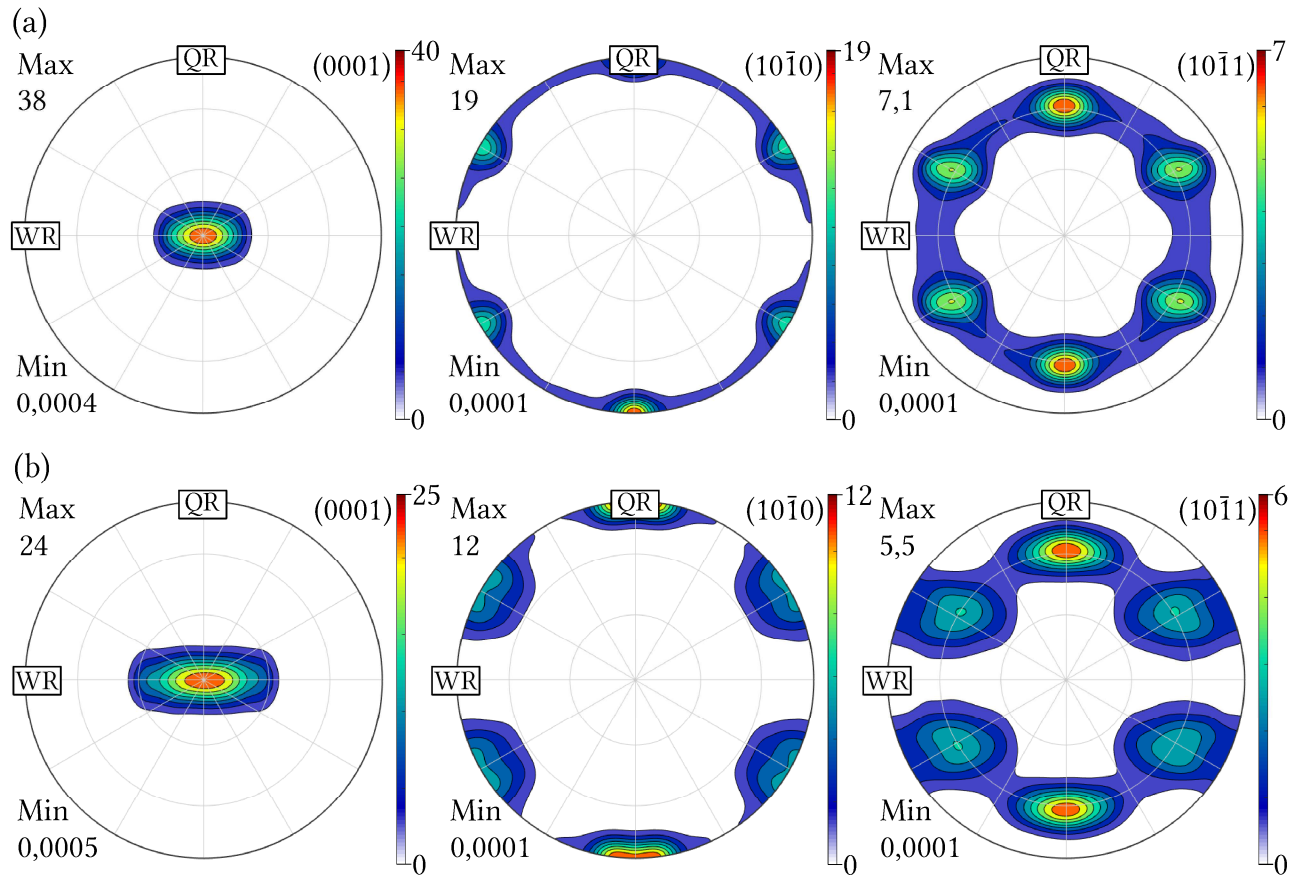 (a)
Max
38
QR
(0001)
40
WR
Min
0,0004
0
Max
19
QR
(101̄0)
19
WR
Min
0,0001
0
Max
7,1
QR
(101̄1)
7
WR
Min
0,0001
0
(b)
Max
24
QR
(0001)
25
WR
Min
0,0005
0
Max
12
QR
(101̄0)
12
WR
Min
0,0001
0
Max
5,5
QR
(101̄1)
6
WR
Min
0,0001
0